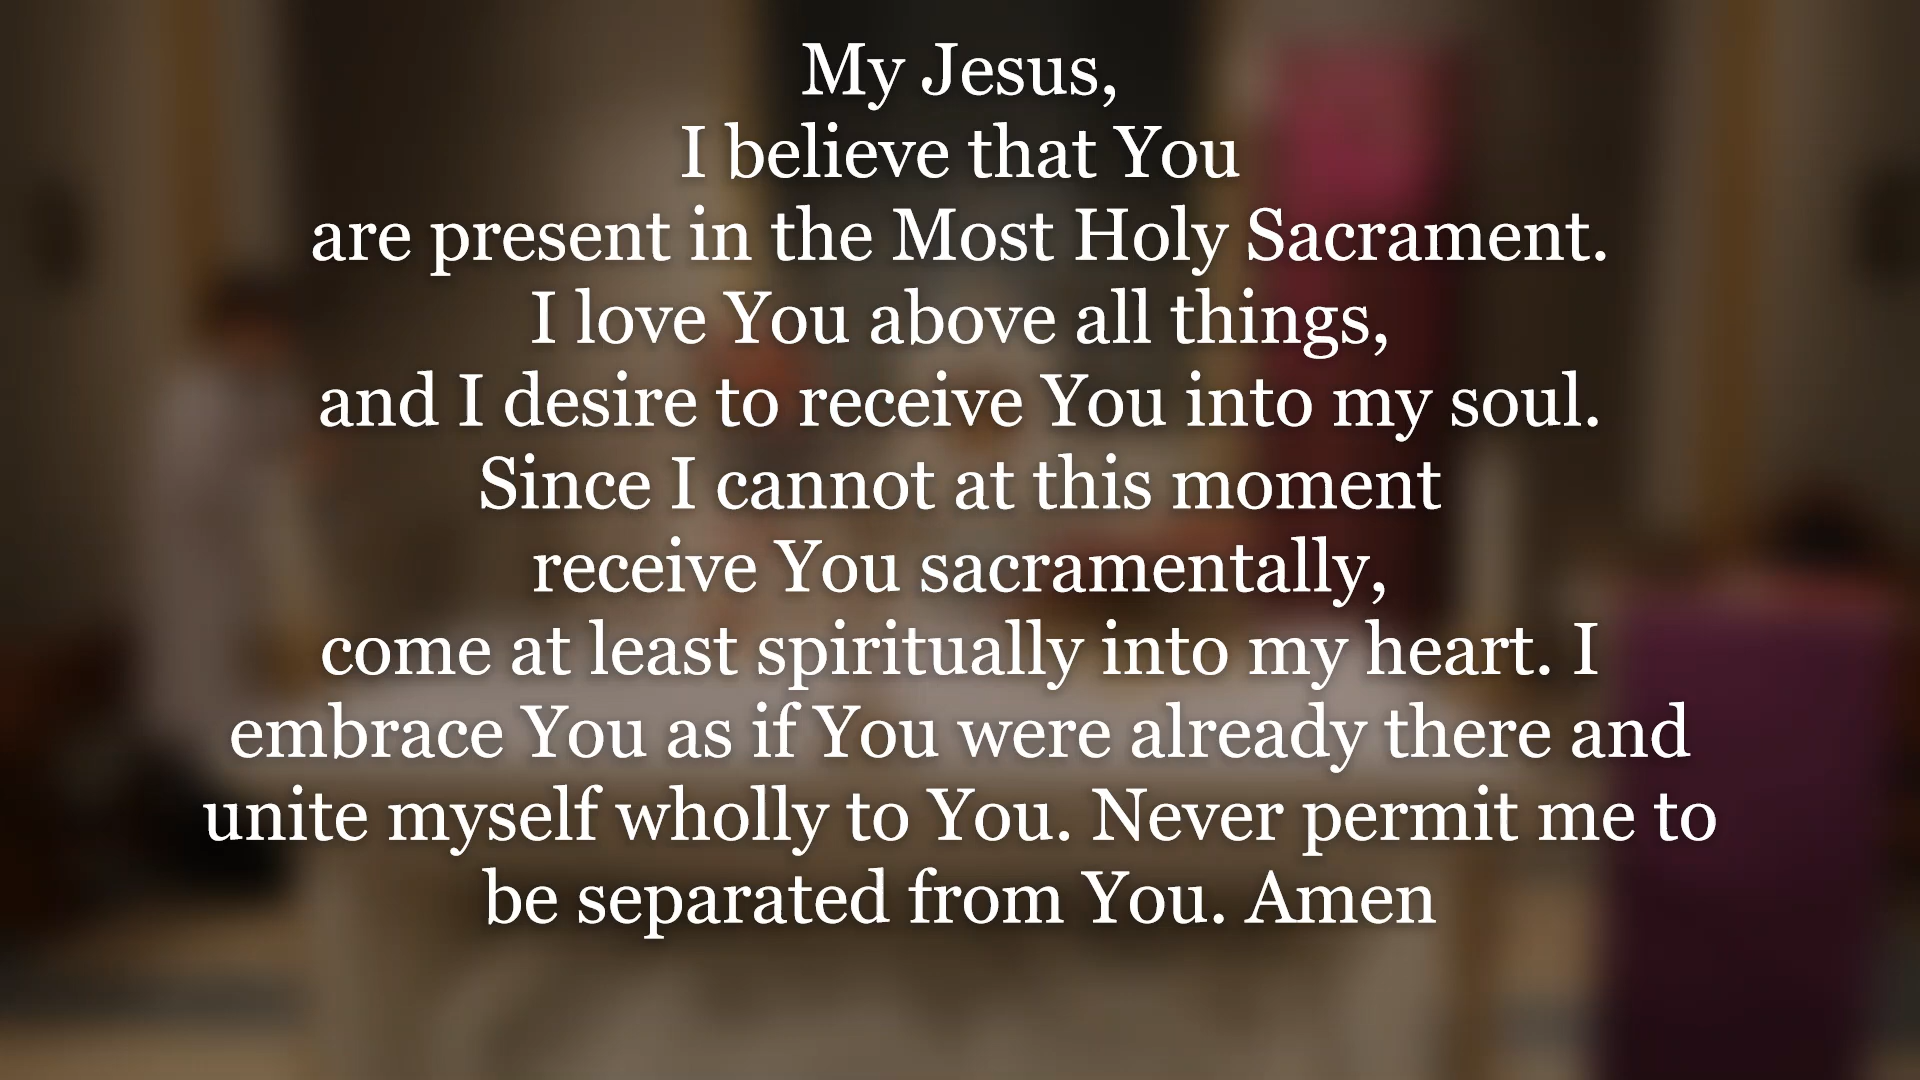 My Jesus,
I believe that You
are present in the Most Holy Sacrament.
I love You above all things,
and I desire to receive You into my soul.
Since I cannot at this moment
receive You sacramentally,
come at least spiritually into my heart. I
embrace You as if You were already there and
unite myself wholly to You. Never permit me to
be separated from You. Amen